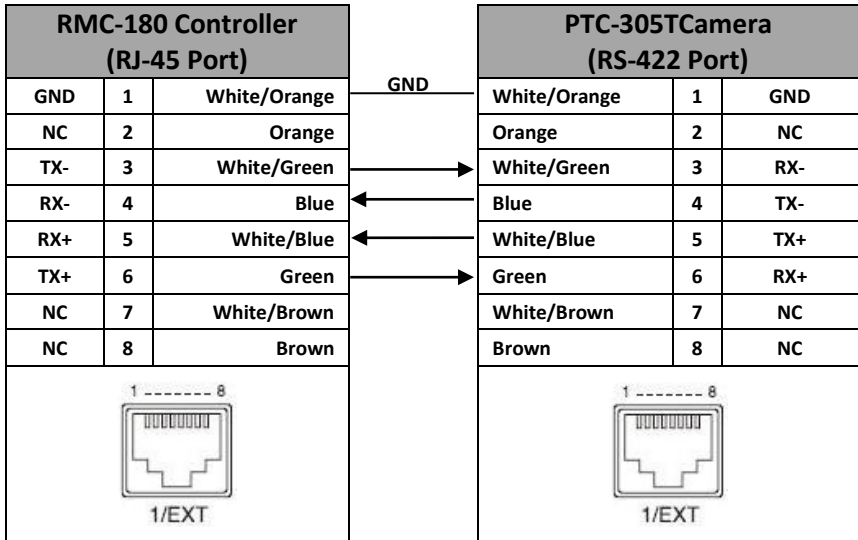 RMC-180 Controller
(RJ-45 Port)
PTC-305TCamera
(RS-422 Port)
GND
GND 1 White/Orange White/Orange 1 GND
NC 2 Orange Orange 2 NC
TX- 3 White/Green White/Green 3 RX-
RX- 4 Blue Blue 4 TX-
RX+ 5 White/Blue White/Blue 5 TX+
TX+ 6 Green Green 6 RX+
NC 7 White/Brown White/Brown 7 NC
NC 8 Brown Brown 8 NC
1 -------- 8
1/EXT
1 -------- 8
1/EXT